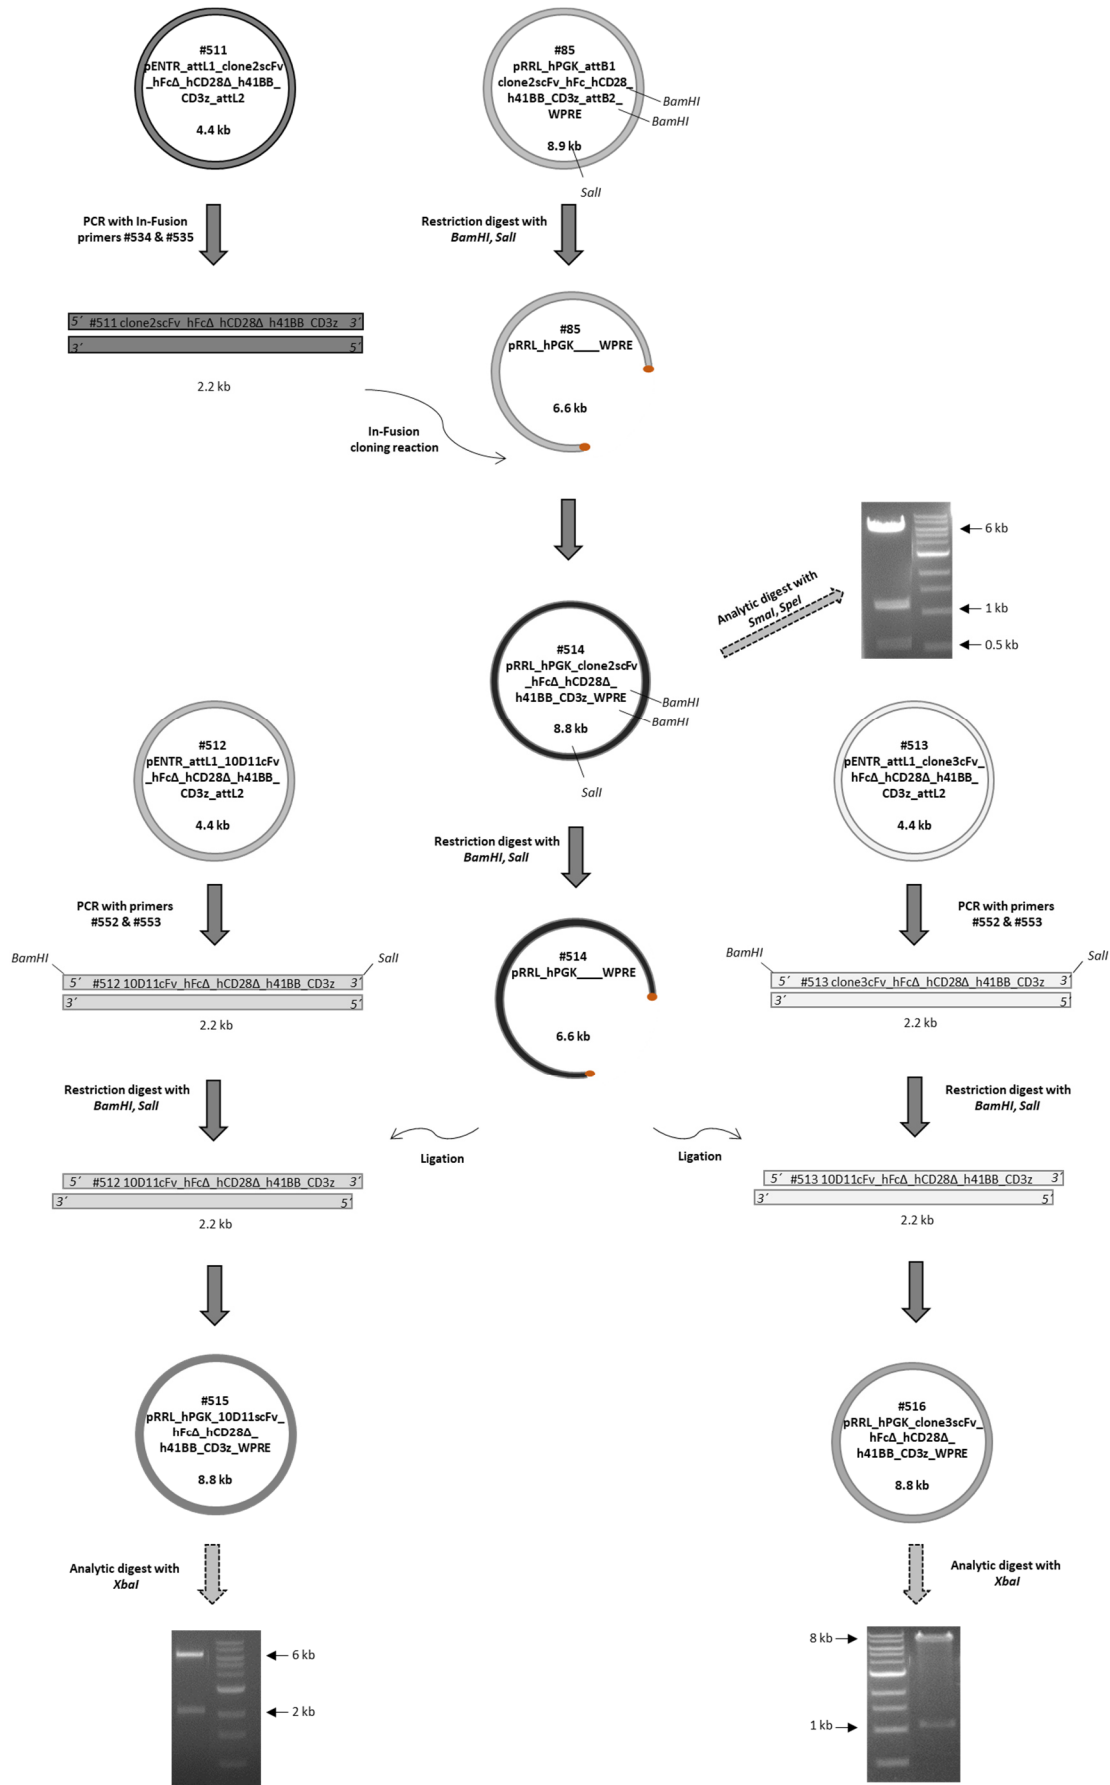 #511
pENTR_attL1_clone2scFv
_hFcΔ_hCD28Δ_h41BB_
CD3z_attL2
4.4 kb
#85
pRRL_hPGK_attB1
clone2scFv_hFc_hCD28_
h41BB_CD3z_attB2_
WPRE
8.9 kb
BamHI
BamHI
SalI
PCR with In-Fusion
primers #534 & #535
Restriction digest with
BamHI, SalI
5´ #511 clone2scFv_hFcΔ_hCD28Δ_h41BB_CD3z 3´
3´ 5´
2.2 kb
#85
pRRL_hPGK____WPRE
6.6 kb
In-Fusion
cloning reaction
Analytic digest with
SmaI, SpeI
6 kb
1 kb
0.5 kb
#514
pRRL_hPGK_clone2scFv
_hFcΔ_hCD28Δ_
h41BB_CD3z_WPRE
8.8 kb
BamHI
BamHI
SalI
#512
pENTR_attL1_10D11cFv
_hFcΔ_hCD28Δ_h41BB_
CD3z_attL2
4.4 kb
#513
pENTR_attL1_clone3cFv_
hFcΔ_hCD28Δ_h41BB_
CD3z_attL2
4.4 kb
Restriction digest with
BamHI, SalI
PCR with primers
#552 & #553
PCR with primers
#552 & #553
BamHI
SalI
5´ #512 10D11cFv_hFcΔ_hCD28Δ_h41BB_CD3z 3´
3´ 5´
2.2 kb
#514
pRRL_hPGK____WPRE
6.6 kb
BamHI
SalI
5´ #513 clone3cFv_hFcΔ_hCD28Δ_h41BB_CD3z 3´
3´ 5´
2.2 kb
Restriction digest with
BamHI, SalI
Restriction digest with
BamHI, SalI
Ligation
Ligation
5´ #512 10D11cFv_hFcΔ_hCD28Δ_h41BB_CD3z 3´
3´ 5´
2.2 kb
5´ #513 10D11cFv_hFcΔ_hCD28Δ_h41BB_CD3z 3´
3´ 5´
2.2 kb
#515
pRRL_hPGK_10D11scFv_
hFcΔ_hCD28Δ_
h41BB_CD3z_WPRE
8.8 kb
#516
pRRL_hPGK_clone3scFv_
hFcΔ_hCD28Δ_
h41BB_CD3z_WPRE
8.8 kb
Analytic digest with
XbaI
Analytic digest with
XbaI
6 kb
2 kb
8 kb
1 kb